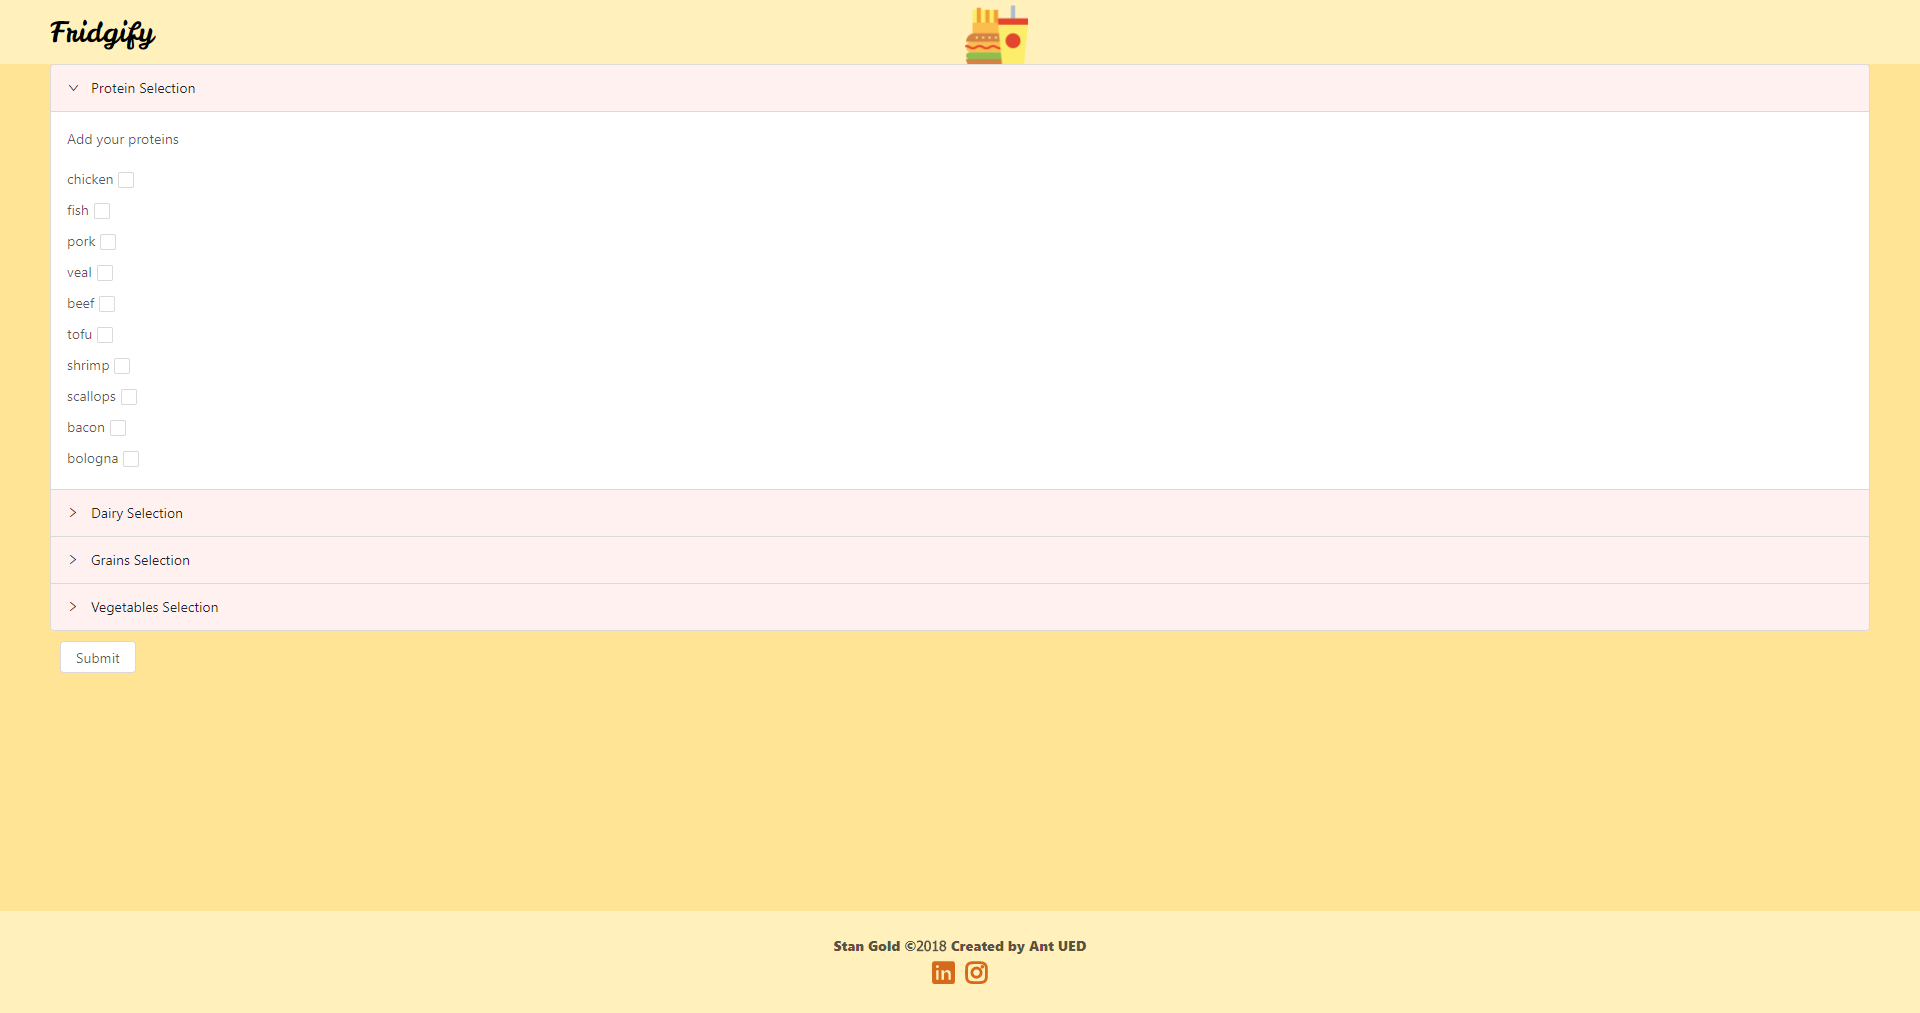 Fridgify
Protein Selection
Add your proteins
chicken
fish
pork
veal
beef
tofu
shrimp
scallops
bacon
bologna
Dairy Selection
Grains Selection
Vegetables Selection
Submit
Stan Gold ©2018 Created by Ant UED
in